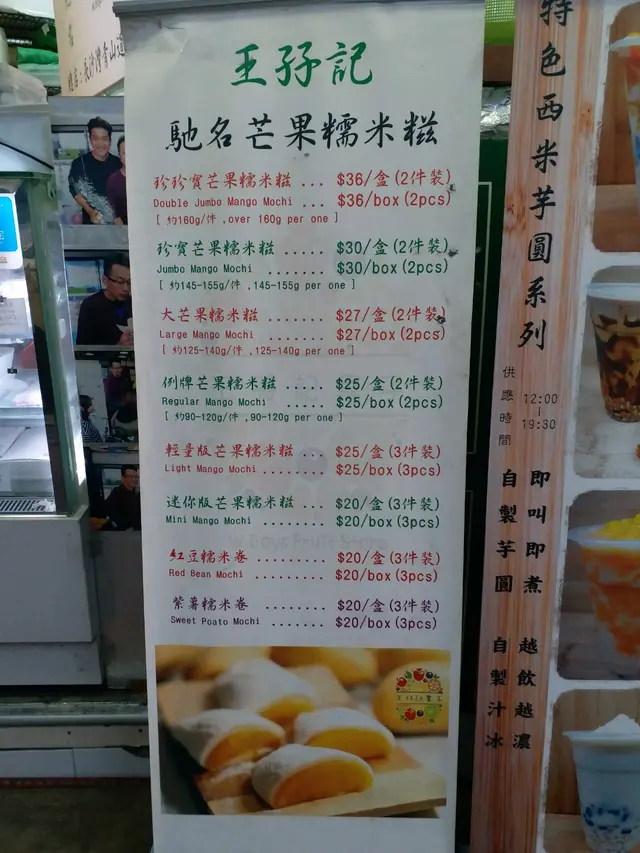 王孖記
馳名芒果糯米糍
珍珍寶芒果糯米糍 ... $36/盒(2件裝)
Double Jumbo Mango Mochi ... $36/box(2pcs)
[ 約160g/件 ,over 160g per one ]
珍寶芒果糯米糍 ...... $30/盒(2件裝)
Jumbo Mango Mochi ....... $30/box(2pcs)
[ 約145-155g/件 ,145-155g per one ]
大芒果糯米糍 ....... $27/盒(2件裝)
Large Mango Mochi ....... $27/box(2pcs)
[ 約125-140g/件 ,125-140g per one ]
例牌芒果糯米糍 ..... $25/盒(2件裝)
Regular Mango Mochi ..... $25/box(2pcs)
[ 約90-120g/件 ,90-120g per one ]
輕量版芒果糯米糍 ... $25/盒(3件裝)
Light Mango Mochi ........ $25/box(3pcs)
迷你版芒果糯米糍 ... $20/盒(3件裝)
Mini Mango Mochi ........ $20/box(3pcs)
紅豆糯米卷 ........ $20/盒(3件裝)
Red Bean Mochi ......... $20/box(3pcs)
紫薯糯米卷 ........ $20/盒(3件裝)
Sweet Poato Mochi ....... $20/box(3pcs)
特色西米芋圓系列
供應時間
12:00
|
19:30
即叫即煮
自製芋圓
越飲越濃
自製汁冰